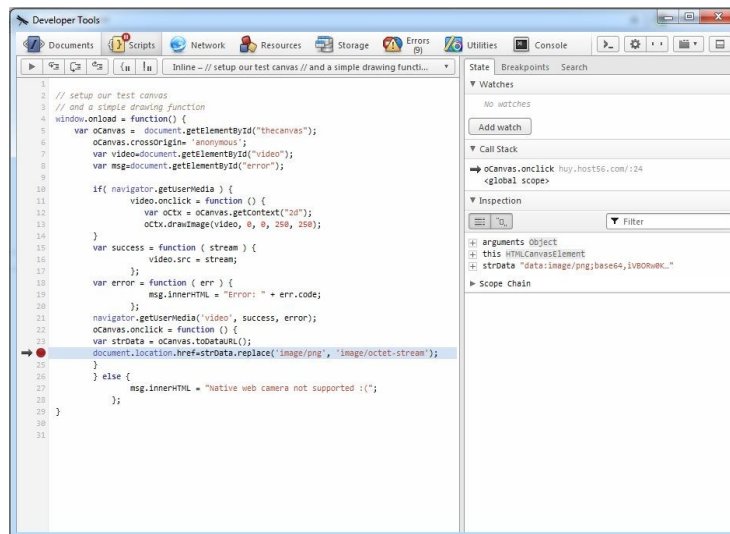 Developer Tools
Documents Scripts Network Resources Storage Errors (9) Utilities Console
Inline – // setup our test canvas // and a simple drawing functi...
State Breakpoints Search
1
2 // setup our test canvas
3 // and a simple drawing function
4 window.onload = function() {
5 var oCanvas = document.getElementById("thecanvas");
6 oCanvas.crossOrigin= 'anonymous';
7 var video=document.getElementById("video");
8 var msg=document.getElementById("error");
9
10 if( navigator.getUserMedia ) {
11 video.onclick = function () {
12 var oCtx = oCanvas.getContext("2d");
13 oCtx.drawImage(video, 0, 0, 250, 250);
14 }
15 var success = function ( stream ) {
16 video.src = stream;
17 };
18 var error = function ( err ) {
19 msg.innerHTML = "Error: " + err.code;
20 };
21 navigator.getUserMedia('video', success, error);
22 oCanvas.onclick = function () {
23 var strData = oCanvas.toDataURL();
24 document.location.href=strData.replace('image/png', 'image/octet-stream');
25 }
26 } else {
27 msg.innerHTML = "Native web camera not supported :(";
28 };
29 }
30
31
Watches
No watches
Add watch
Call Stack
oCanvas.onclick huy.host56.com/:24
<global scope>
Inspection
Filter
arguments Object
this HTMLCanvasElement
strData "data:image/png;base64,iVBORw0K…"
Scope Chain